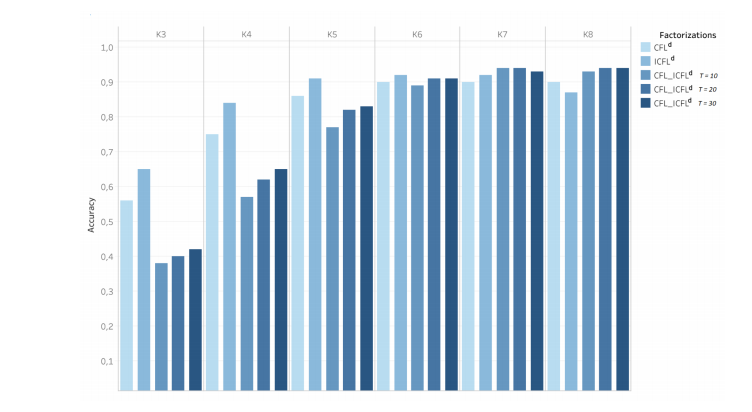 K3 K4 K5 K6 K7 K8
Factorizations
CFLᵈ
ICFLᵈ
CFL_ICFLᵈ T = 10
CFL_ICFLᵈ T = 20
CFL_ICFLᵈ T = 30
Accuracy
1,0
0,9
0,8
0,7
0,6
0,5
0,4
0,3
0,2
0,1